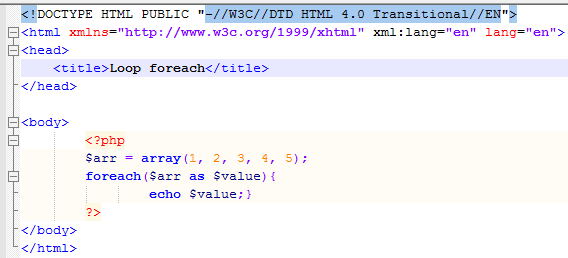 <!DOCTYPE HTML PUBLIC "-//W3C//DTD HTML 4.0 Transitional//EN">
<html xmlns="http://www.w3c.org/1999/xhtml" xml:lang="en" lang="en">
<head>
    <title>Loop foreach</title>
</head>

<body>
        <?php
        $arr = array(1, 2, 3, 4, 5);
        foreach($arr as $value){
                echo $value;}
        ?>
</body>
</html>